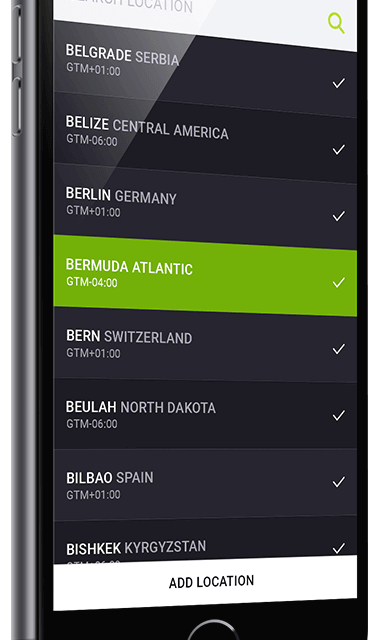 SEARCH LOCATION
BELGRADE SERBIA
GTM+01:00
BELIZE CENTRAL AMERICA
GTM-06:00
BERLIN GERMANY
GTM+01:00
BERMUDA ATLANTIC
GTM-04:00
BERN SWITZERLAND
GTM+01:00
BEULAH NORTH DAKOTA
GTM-06:00
BILBAO SPAIN
GTM+01:00
BISHKEK KYRGYZSTAN
ADD LOCATION